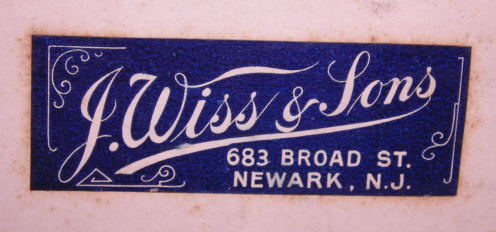 J. Wiss & Sons
683 BROAD ST.
NEWARK, N.J.